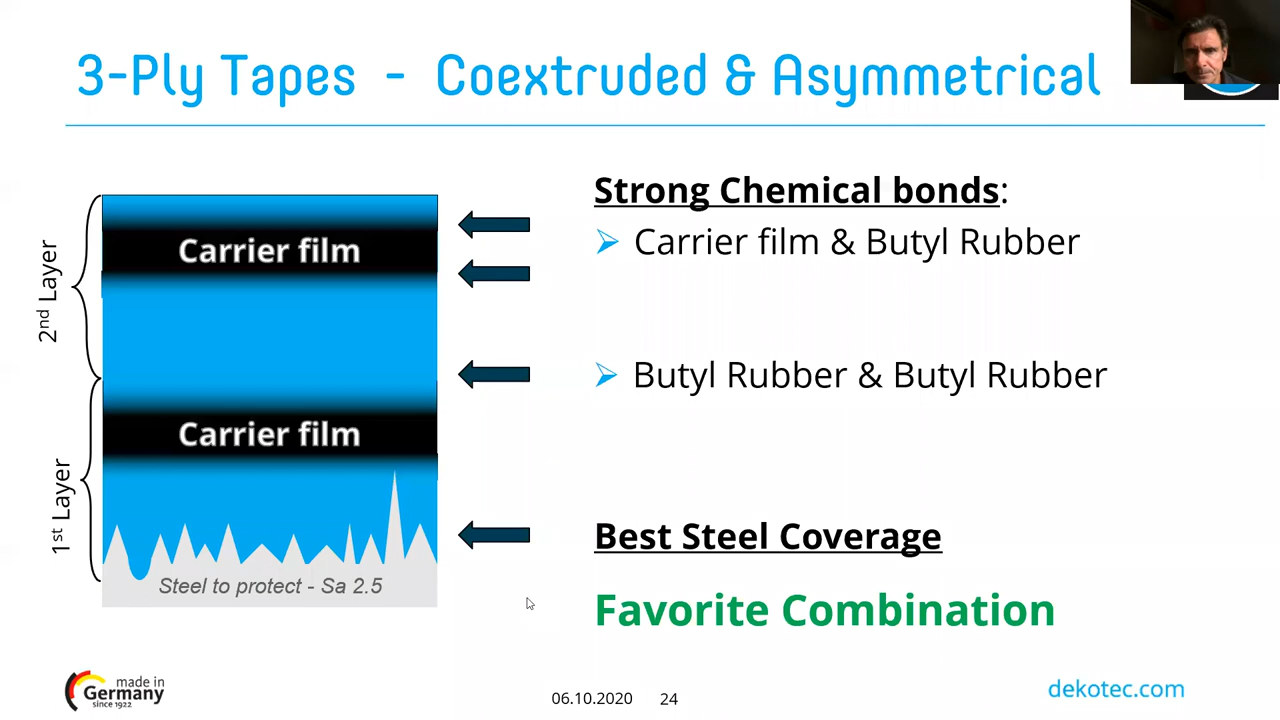 3-Ply Tapes - Coextruded & Asymmetrical
Strong Chemical bonds:
Carrier film & Butyl Rubber
Butyl Rubber & Butyl Rubber
Best Steel Coverage
Favorite Combination
2nd Layer
1st Layer
Carrier film
Carrier film
Steel to protect - Sa 2.5
made in
Germany
since 1922
06.10.2020 24
dekotec.com